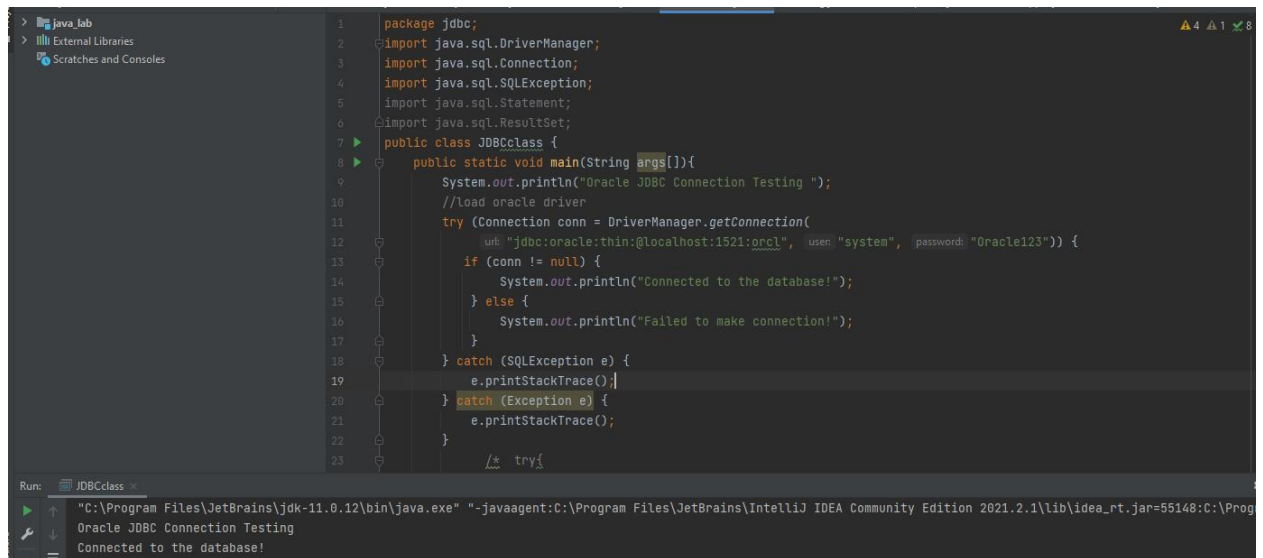 java_lab
External Libraries
Scratches and Consoles
4 1 8
1 package jdbc;
2 import java.sql.DriverManager;
3 import java.sql.Connection;
4 import java.sql.SQLException;
5 import java.sql.Statement;
6 import java.sql.ResultSet;
7 public class JDBCclass {
8 public static void main(String args[]){
9 System.out.println("Oracle JDBC Connection Testing ");
10 //load oracle driver
11 try (Connection conn = DriverManager.getConnection(
12 url: "jdbc:oracle:thin:@localhost:1521:orcl", user: "system", password: "Oracle123")) {
13 if (conn != null) {
14 System.out.println("Connected to the database!");
15 } else {
16 System.out.println("Failed to make connection!");
17 }
18 } catch (SQLException e) {
19 e.printStackTrace();
20 } catch (Exception e) {
21 e.printStackTrace();
22 }
23 /* try{
Run: JDBCclass ×
"C:\Program Files\JetBrains\jdk-11.0.12\bin\java.exe" "-javaagent:C:\Program Files\JetBrains\IntelliJ IDEA Community Edition 2021.2.1\lib\idea_rt.jar=55148:C:\Prog
Oracle JDBC Connection Testing
Connected to the database!